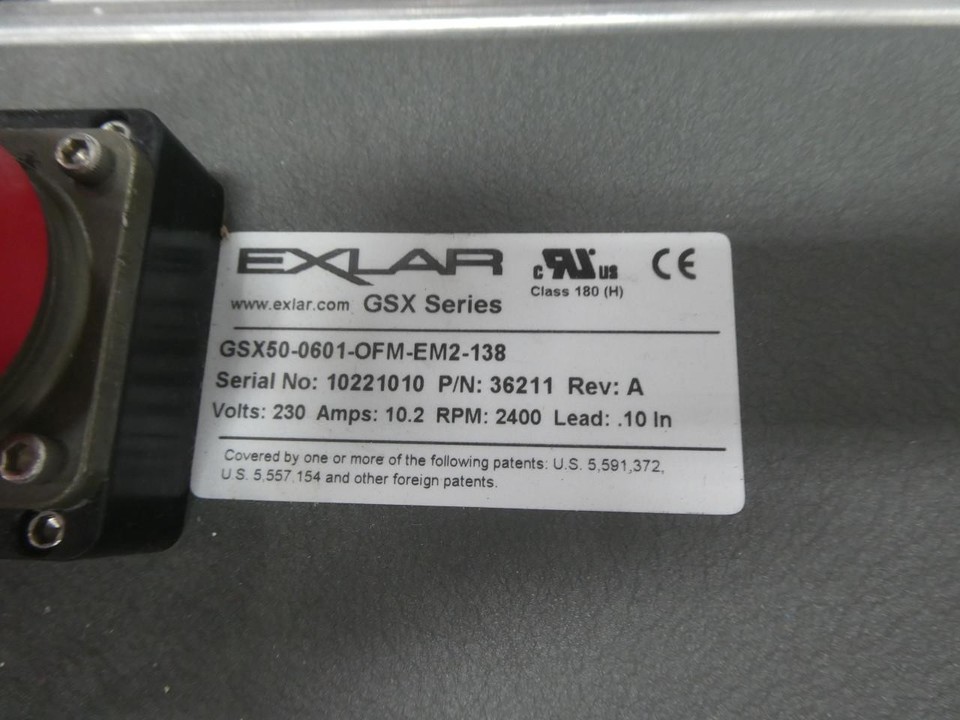 EXLAR
c RU us
CE
Class 180 (H)
www.exlar.com GSX Series
GSX50-0601-OFM-EM2-138
Serial No: 10221010 P/N: 36211 Rev: A
Volts: 230 Amps: 10.2 RPM: 2400 Lead: .10 In
Covered by one or more of the following patents: U.S. 5,591,372,
U.S. 5,557,154 and other foreign patents.